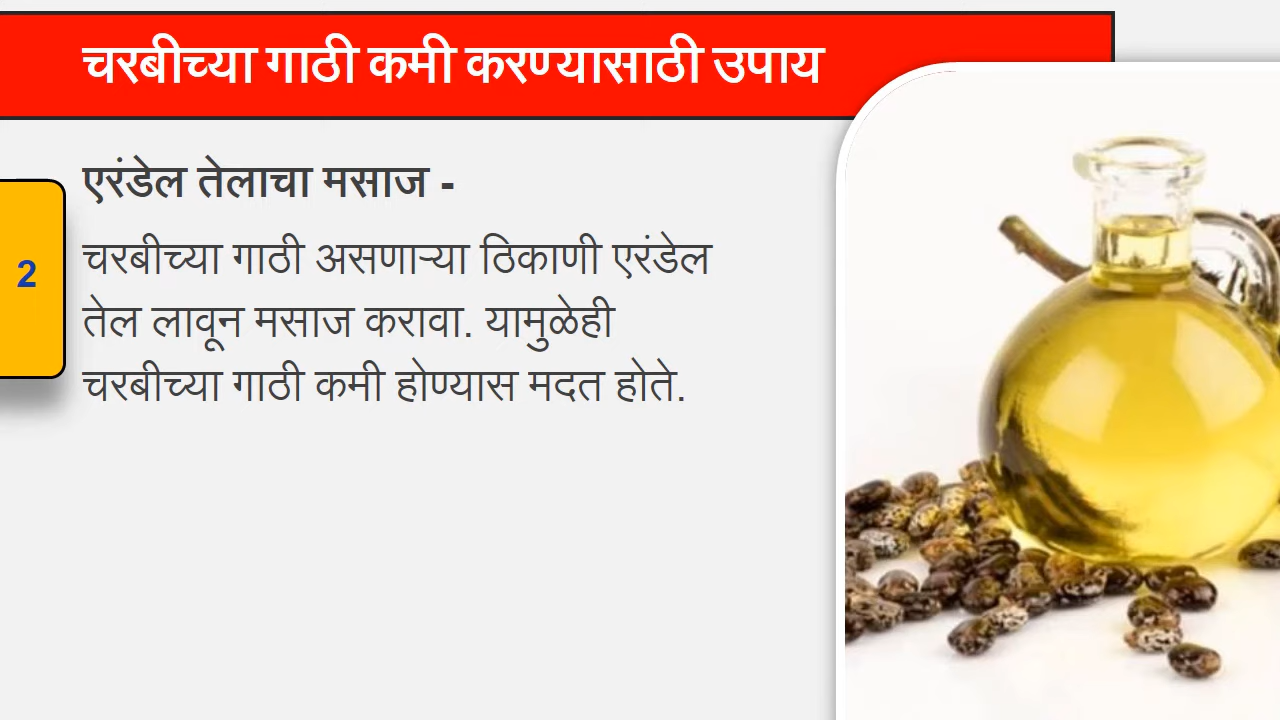 चरबीच्या गाठी कमी करण्यासाठी उपाय
एरंडेल तेलाचा मसाज -
2
चरबीच्या गाठी असणाऱ्या ठिकाणी एरंडेल
तेल लावून मसाज करावा. यामुळेही
चरबीच्या गाठी कमी होण्यास मदत होते.